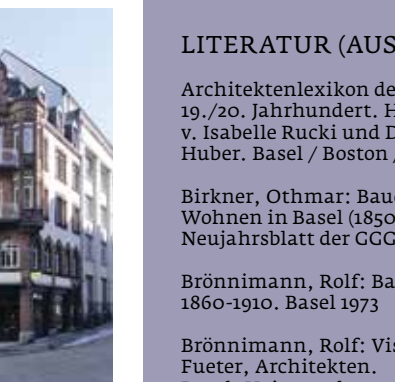 LITERATUR (AUS
Architektenlexikon de
19./20. Jahrhundert. H
v. Isabelle Rucki und D
Huber. Basel / Boston /
Birkner, Othmar: Baue
Wohnen in Basel (1850
Neujahrsblatt der GGG
Brönnimann, Rolf: Ba
1860-1910. Basel 1973
Brönnimann, Rolf: Vis
Fueter, Architekten.